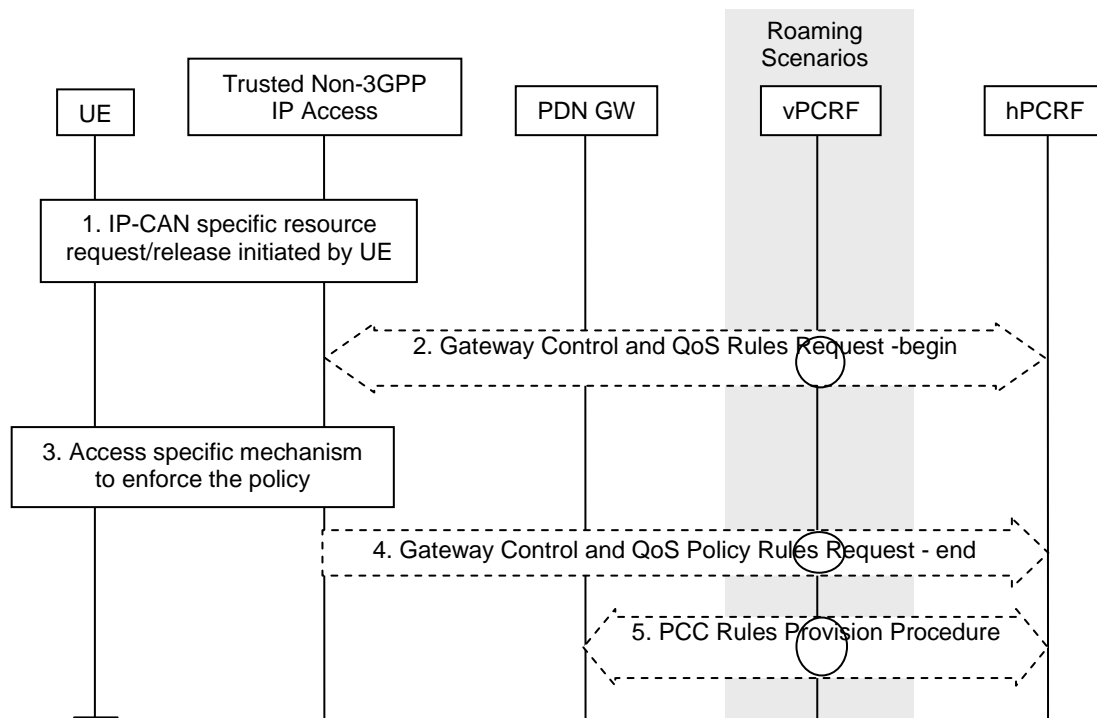 Roaming
Scenarios
UE
Trusted Non-3GPP
IP Access
PDN GW
vPCRF
hPCRF
1. IP-CAN specific resource
request/release initiated by UE
2. Gateway Control and QoS Rules Request -begin
3. Access specific mechanism
to enforce the policy
4. Gateway Control and QoS Policy Rules Request - end
5. PCC Rules Provision Procedure